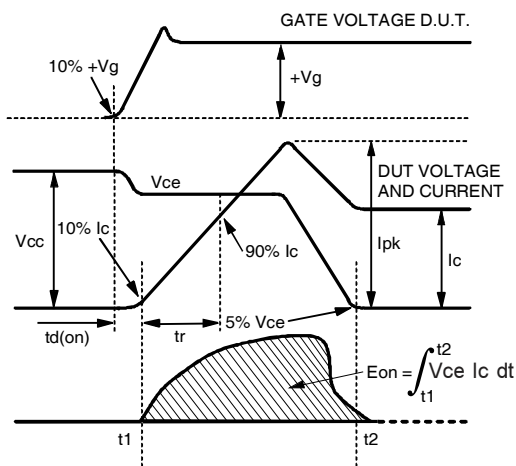 GATE VOLTAGE D.U.T.
10% +Vg
+Vg
Vce
DUT VOLTAGE
AND CURRENT
10% Ic
Vcc
90% Ic
Ipk
Ic
td(on)
tr
5% Vce
Eon = ∫ Vce Ic dt
t2
t1
t1
t2